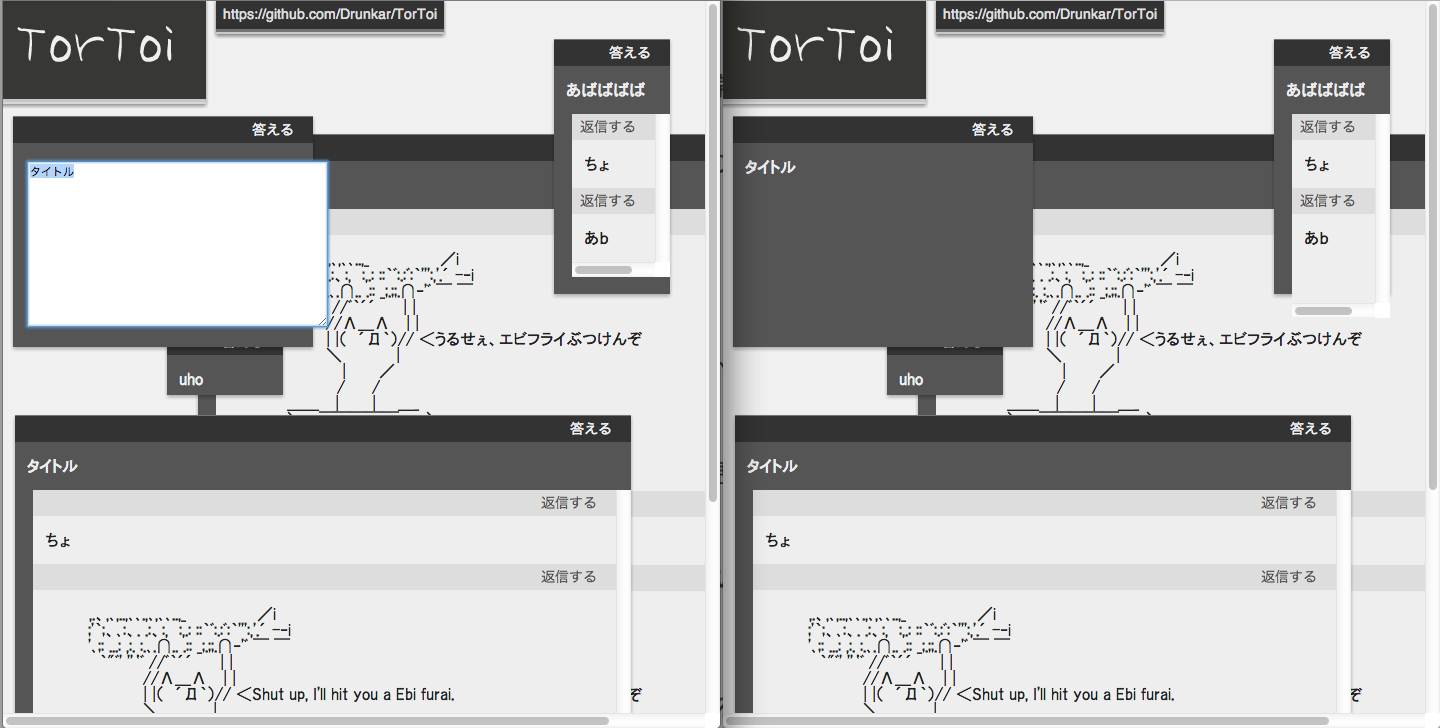 TorToi
https://github.com/Drunkar/TorToi
答える
あばばばば
返信する
ちょ
返信する
あb
答える
タイトル
<うるせぇ、エビフライぶつけんぞ
uho
答える
タイトル
返信する
ちょ
返信する
<Shut up, I'll hit you a Ebi furai.
ぞ
TorToi
https://github.com/Drunkar/TorToi
答える
あばばばば
返信する
ちょ
返信する
あb
答える
タイトル
<うるせぇ、エビフライぶつけんぞ
uho
答える
タイトル
返信する
ちょ
返信する
<Shut up, I'll hit you a Ebi furai.
ぞ